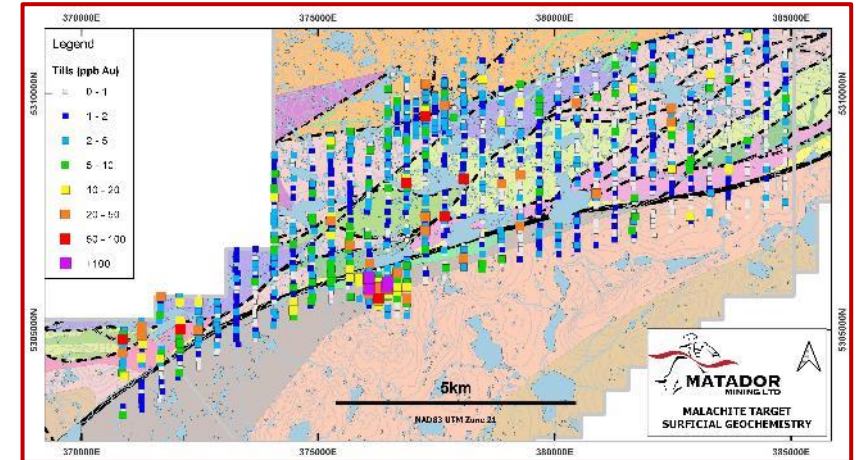 370000E 375000E 380000E 385000E
Legend
Tills (ppb Au)
0 - 1
1 - 2
2 - 5
5 - 10
10 - 20
20 - 50
50 - 100
+100
5310000N
5305000N
5310000N
5305000N
5km
NAD83 UTM Zone 21
MATADOR
MINING LTD
MALACHITE TARGET
SURFICIAL GEOCHEMISTRY
370000E 375000E 380000E 385000E